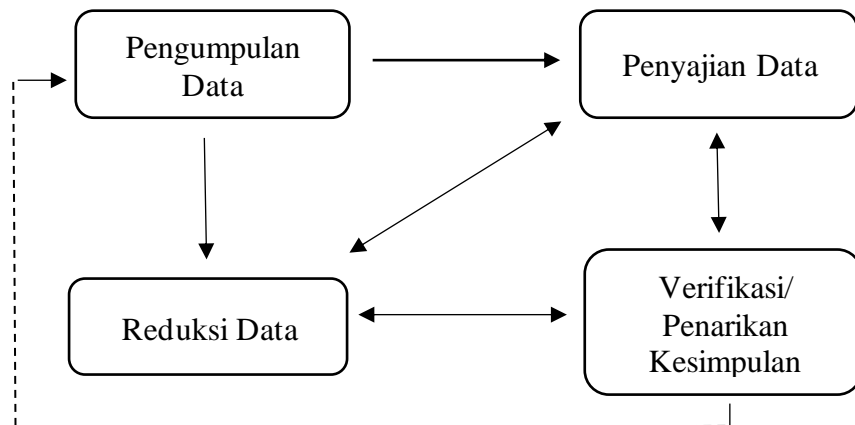 Pengumpulan
Data
Penyajian Data
Reduksi Data
Verifikasi/
Penarikan
Kesimpulan